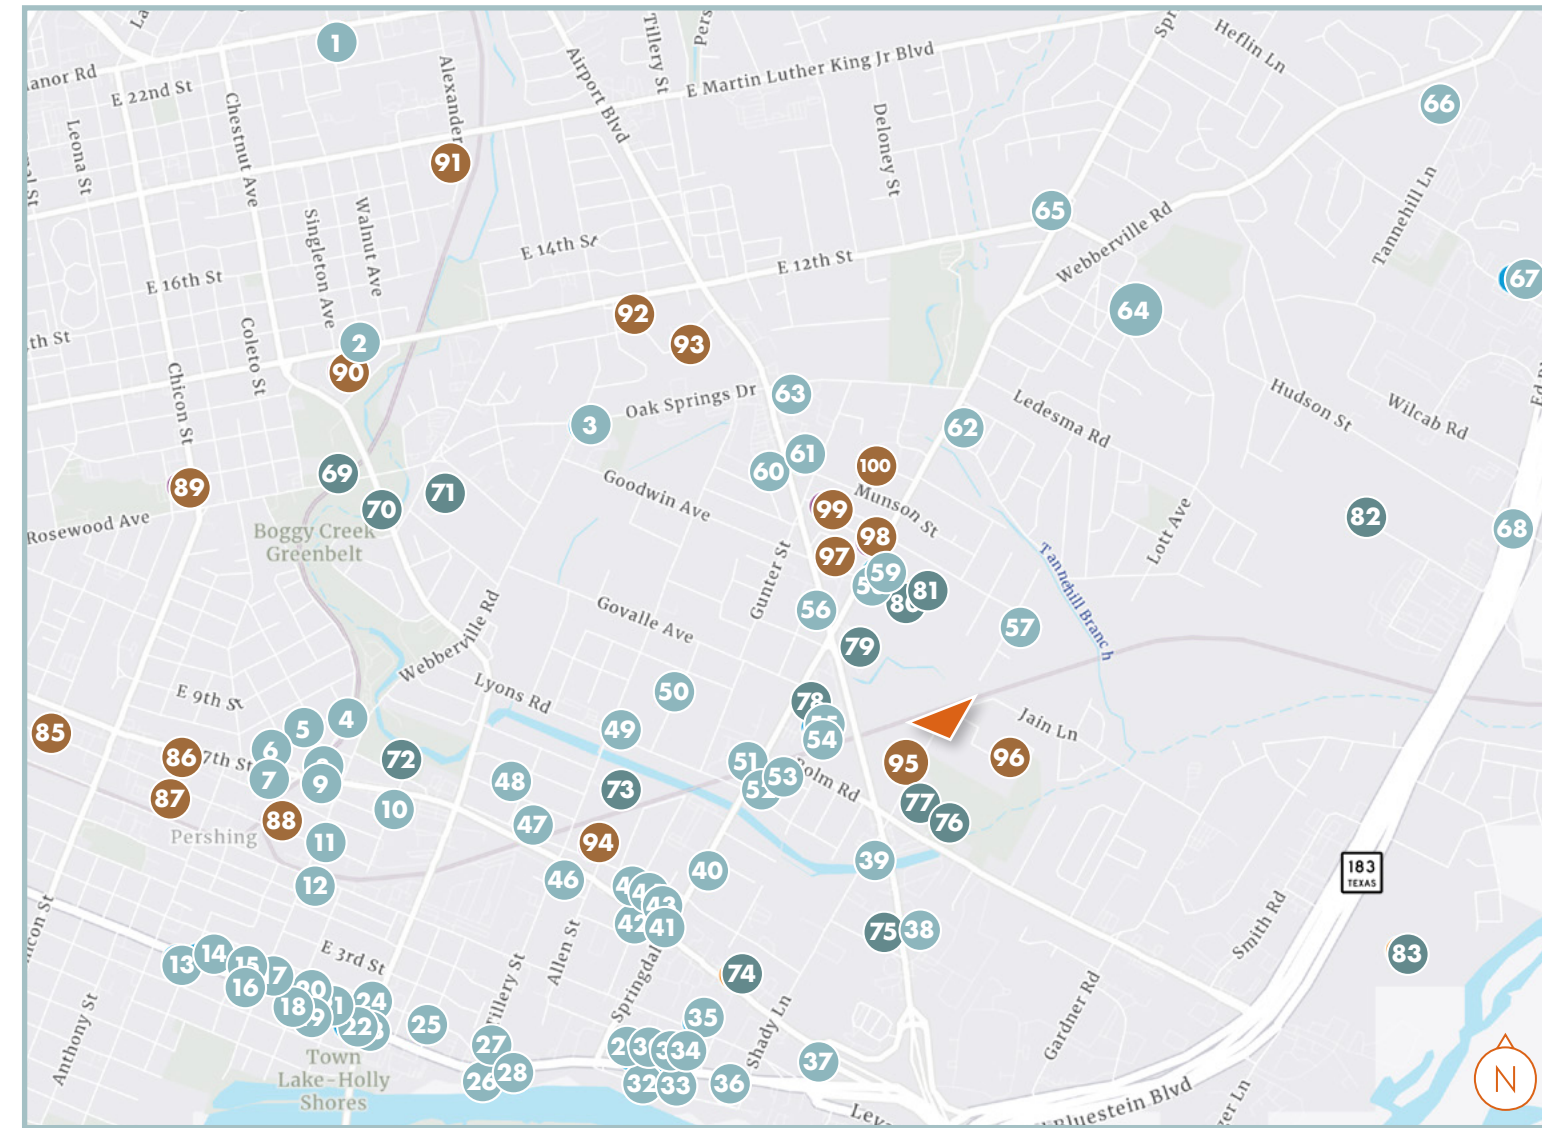 1
Tillery St
Heflin Ln
Airport Blvd
E Martin Luther King Jr Blvd
E 22nd St
Alexander
66
Leona St
Chestnut Ave
Deloney St
91
Tannehill Ln
65
Webberville Rd
Walnut Ave
Singleton Ave
E 14th St
E 12th St
E 16th St
67
64
92
2
93
90
Coleto St
Chicon St
Oak Springs Dr
63
Ledesma Rd
Hudson St
Wilcab Rd
3
62
61
60
100
69
71
89
70
Goodwin Ave
99
Munson St
82
68
Rosewood Ave
Boggy Creek
Greenbelt
98
97
Lott Ave
Gunter St
59
81
Tannehill Branch
56
57
Govalle Ave
79
Webberville Rd
E 9th St
Lyons Rd
50
78
4
5
49
54
Jain Ln
85
6
86
7th St
72
51
53
95
96
7
9
48
73
Bolm Rd
87
10
77
88
47
76
Pershing
11
94
39
183
TEXAS
12
46
40
43
42
41
75
38
Smith Rd
14
13
15
E 3rd St
83
74
16
Allen St
Springdale
18
24
Tillery St
Anthony St
22
25
35
Shady Ln
Gardner Rd
27
34
37
Town
Lake-Holly
Shores
28
26
32
33
36
N
Bluestein Blvd